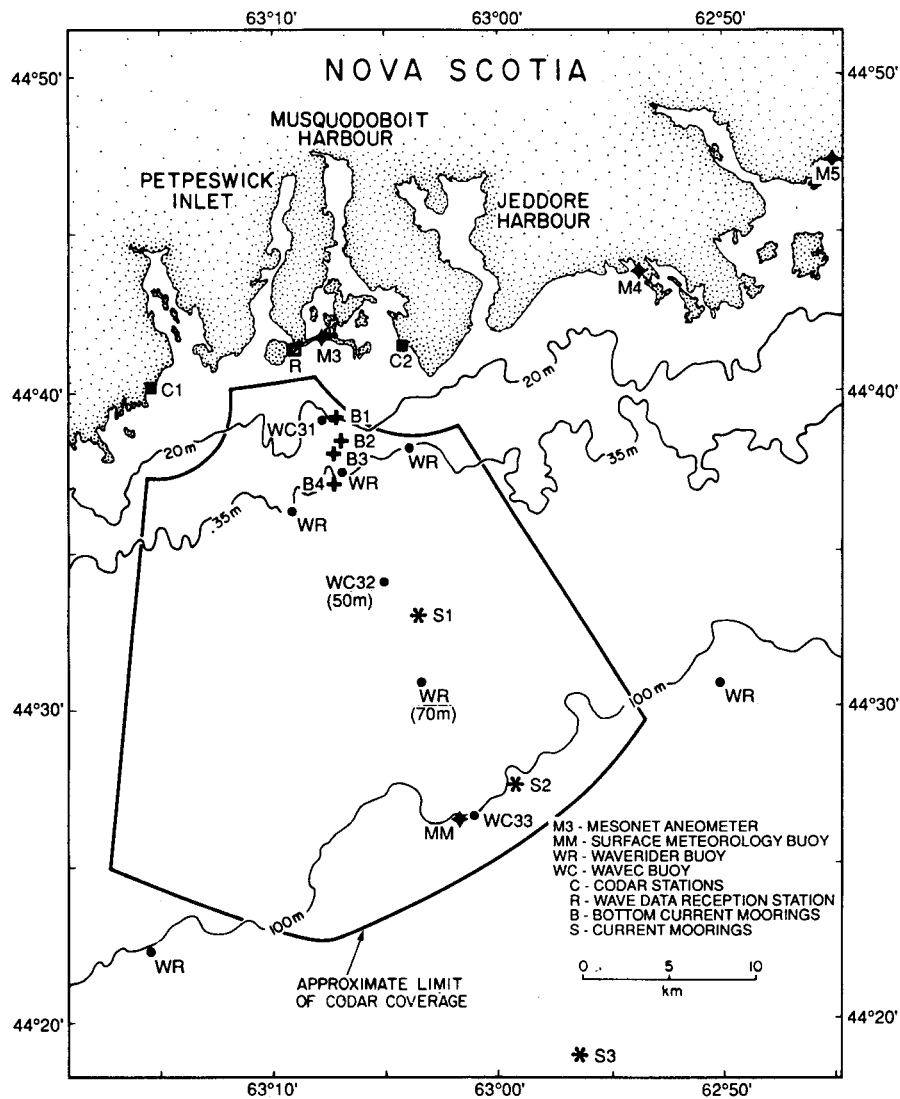 63°10'
63°00'
62°50'
44°50'
NOVA SCOTIA
44°50'
MUSQUODOBOIT
HARBOUR
PETPESWICK
INLET
JEDDORE
HARBOUR
M5
M4
M3
R
C2
C1
20m
44°40'
44°40'
B1
WC31
B2
20m
B3
WR
35m
B4
WR
35m
WR
WC32
(50m)
S1
WR
(70m)
100m
WR
44°30'
44°30'
S2
MM
WC33
M3 - MESONET ANEOMETER
MM - SURFACE METEOROLOGY BUOY
WR - WAVERIDER BUOY
WC - WAVEC BUOY
C - CODAR STATIONS
R - WAVE DATA RECEPTION STATION
B - BOTTOM CURRENT MOORINGS
S - CURRENT MOORINGS
100m
WR
0 5 10
km
APPROXIMATE LIMIT
OF CODAR COVERAGE
44°20'
44°20'
S3
63°10'
63°00'
62°50'